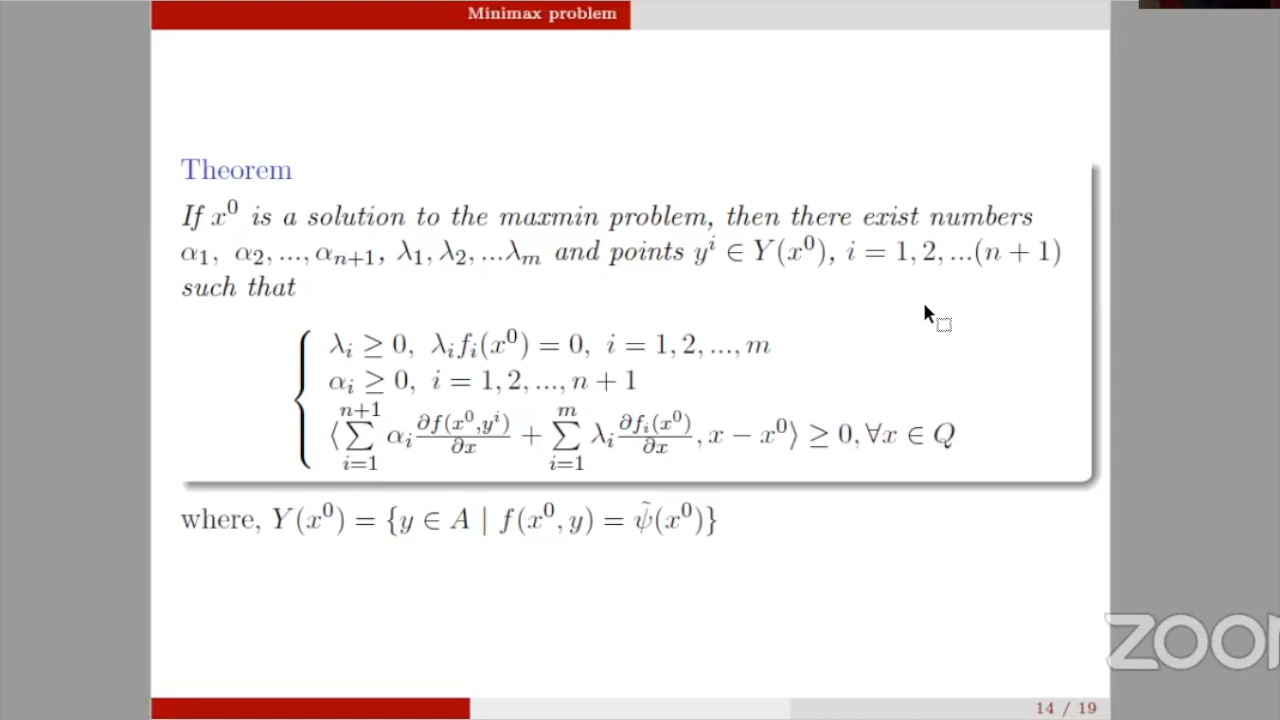 Minimax problem
Theorem
If x⁰ is a solution to the maxmin problem, then there exist numbers
α₁, α₂, ..., αₙ₊₁, λ₁, λ₂, ...λₘ and points yⁱ ∈ Y(x⁰), i = 1, 2, ...(n + 1)
such that
λᵢ ≥ 0, λᵢfᵢ(x⁰) = 0, i = 1, 2, ..., m
αᵢ ≥ 0, i = 1, 2, ..., n + 1
⟨∑_{i=1}^{n+1} αᵢ ∂f(x⁰,yⁱ)/∂x + ∑_{i=1}^{m} λᵢ ∂fᵢ(x⁰)/∂x, x − x⁰⟩ ≥ 0, ∀x ∈ Q
where, Y(x⁰) = {y ∈ A | f(x⁰, y) = ψ̃(x⁰)}
ZOOM
14 / 19